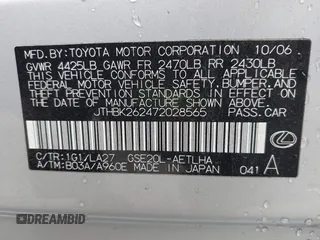 MFD.BY:TOYOTA MOTOR CORPORATION 10/06
GVWR 4425LB GAWR FR 2470LB RR 2430LB
THIS VEHICLE CONFORMS TO ALL APPLICABLE
FEDERAL MOTOR VEHICLE SAFETY, BUMPER, AND
THEFT PREVENTION STANDARDS IN EFFECT ON
THE DATE OF MANUFACTURE SHOWN ABOVE.
JTHBK262472028565 PASS.CAR
C/TR:1G1/LA27 GSE20L-AETLHA
A/TM:B03A/A960E MADE IN JAPAN 041 A
DREAMBID